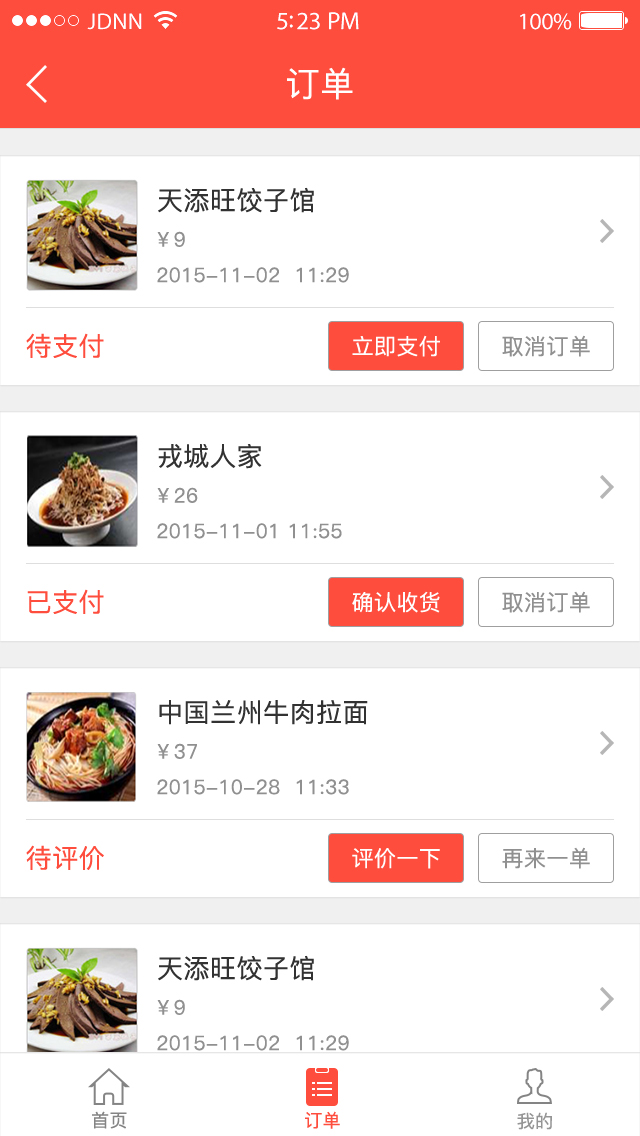 JDNN 5:23 PM 100%
订单
天添旺饺子馆
¥9
2015-11-02 11:29
待支付 立即支付 取消订单
戎城人家
¥26
2015-11-01 11:55
已支付 确认收货 取消订单
中国兰州牛肉拉面
¥37
2015-10-28 11:33
待评价 评价一下 再来一单
天添旺饺子馆
¥9
2015-11-02 11:29
首页 订单 我的